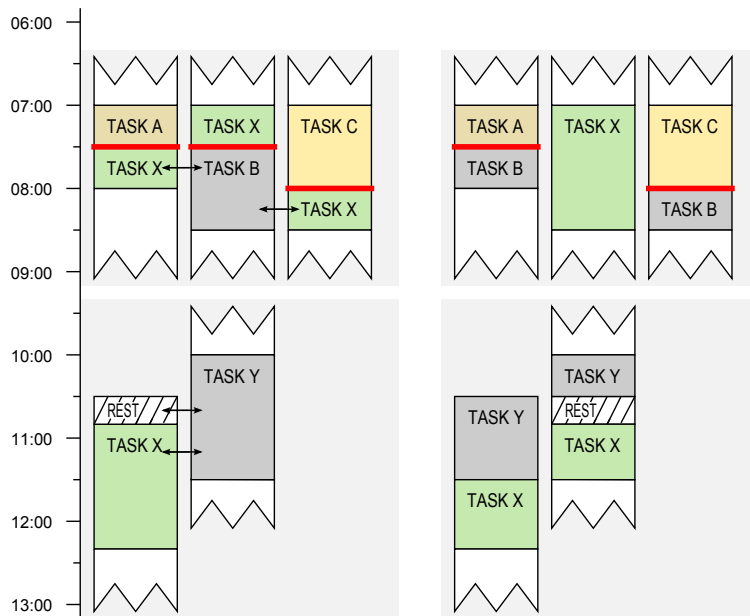 06:00
07:00
TASK A
TASK X
TASK C
TASK A
TASK X
TASK C
08:00
TASK X
TASK B
TASK B
TASK X
TASK B
09:00
10:00
TASK Y
TASK Y
REST
REST
11:00
TASK X
TASK Y
TASK X
12:00
TASK X
13:00